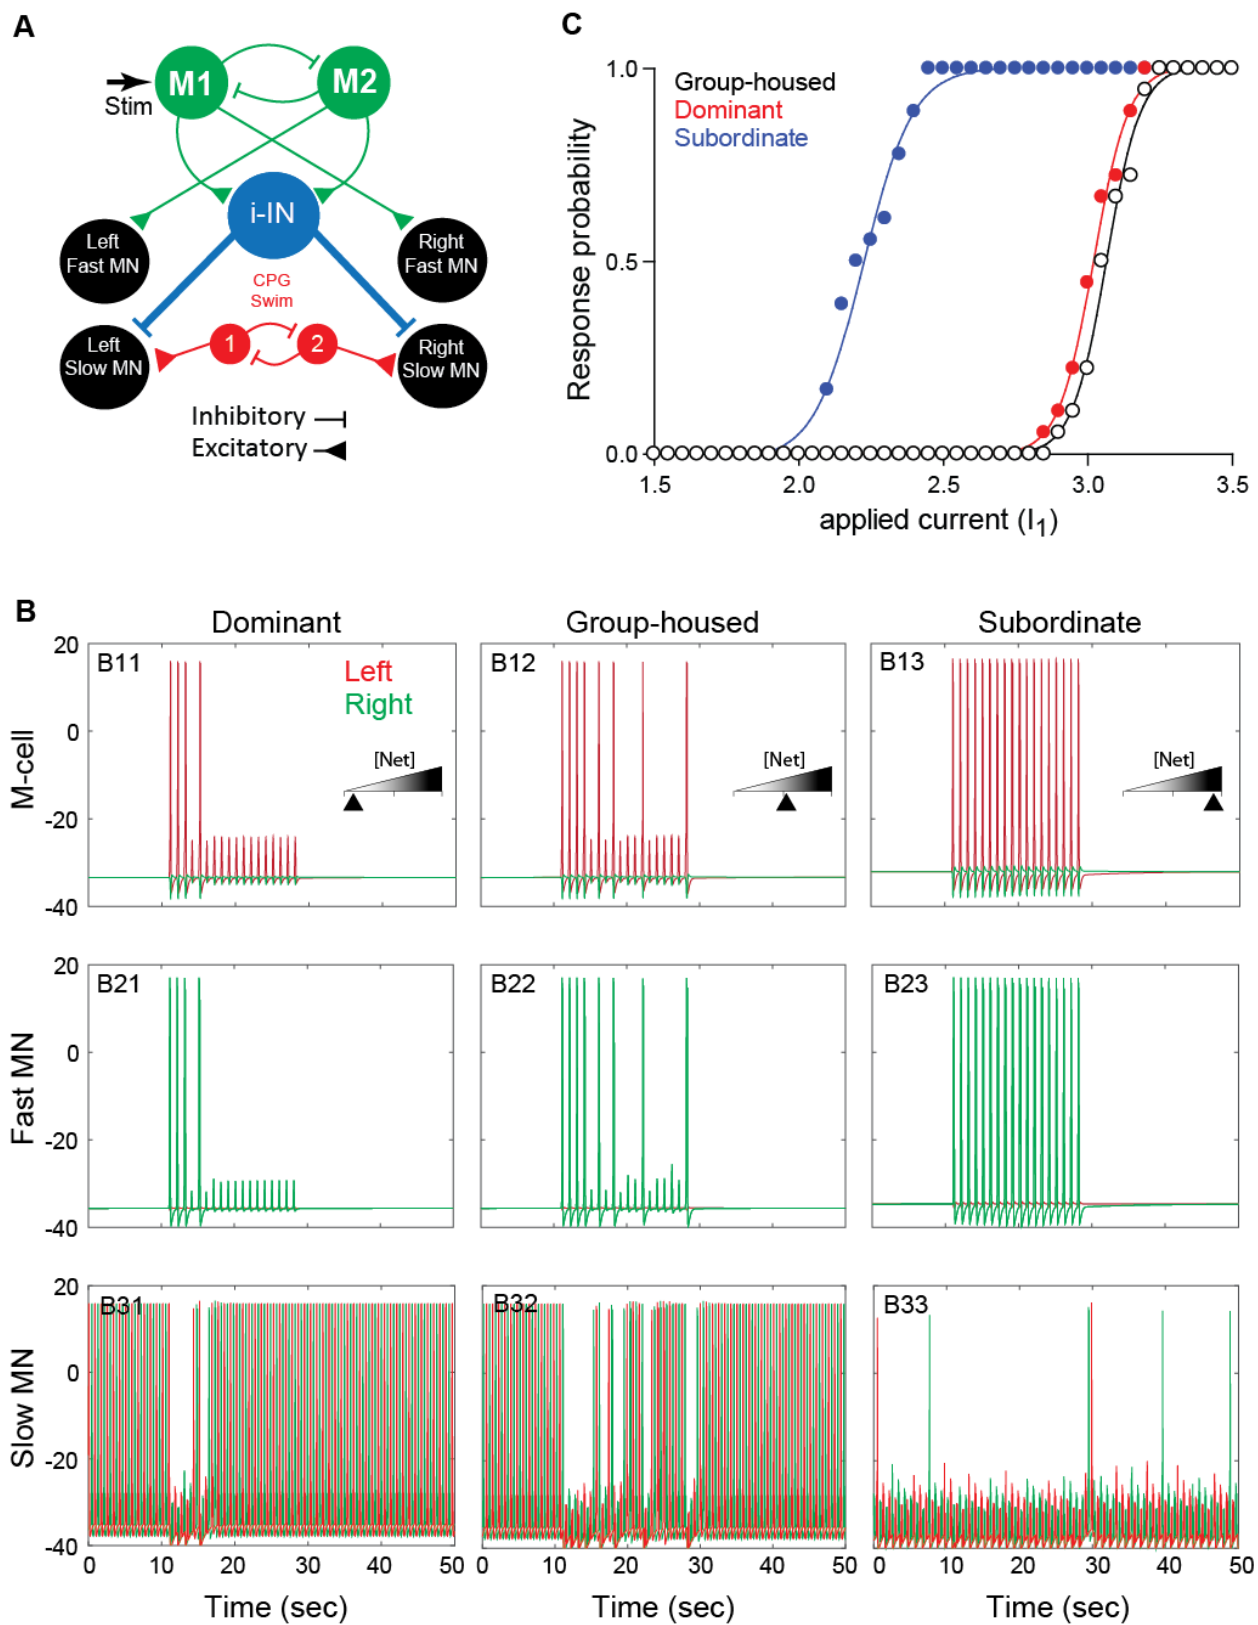 A
M1
M2
Stim
i-IN
Left
Fast MN
Right
Fast MN
CPG
Swim
1
2
Left
Slow MN
Right
Slow MN
Inhibitory
Excitatory
C
Group-housed
Dominant
Subordinate
Response probability
1.0
0.5
0.0
1.5
2.0
2.5
3.0
3.5
applied current (I1)
B
Dominant
Group-housed
Subordinate
M-cell
20
0
-20
-40
B11
Left
Right
[Net]
B12
[Net]
B13
[Net]
Fast MN
20
0
-20
-40
B21
B22
B23
Slow MN
20
0
-20
-40
B31
B32
B33
0 10 20 30 40 50
0 10 20 30 40 50
0 10 20 30 40 50
Time (sec)
Time (sec)
Time (sec)